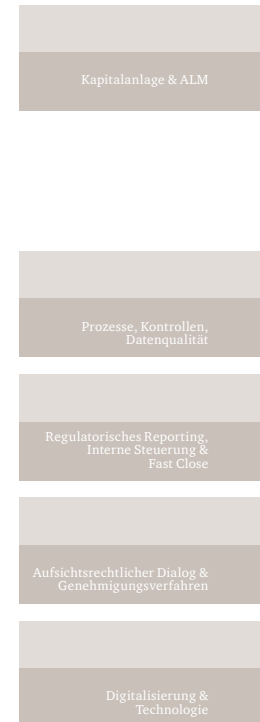 Kapitalanlage & ALM
Prozesse, Kontrollen,
Datenqualität
Regulatorisches Reporting,
Interne Steuerung &
Fast Close
Aufsichtsrechtlicher Dialog &
Genehmigungsverfahren
Digitalisierung &
Technologie